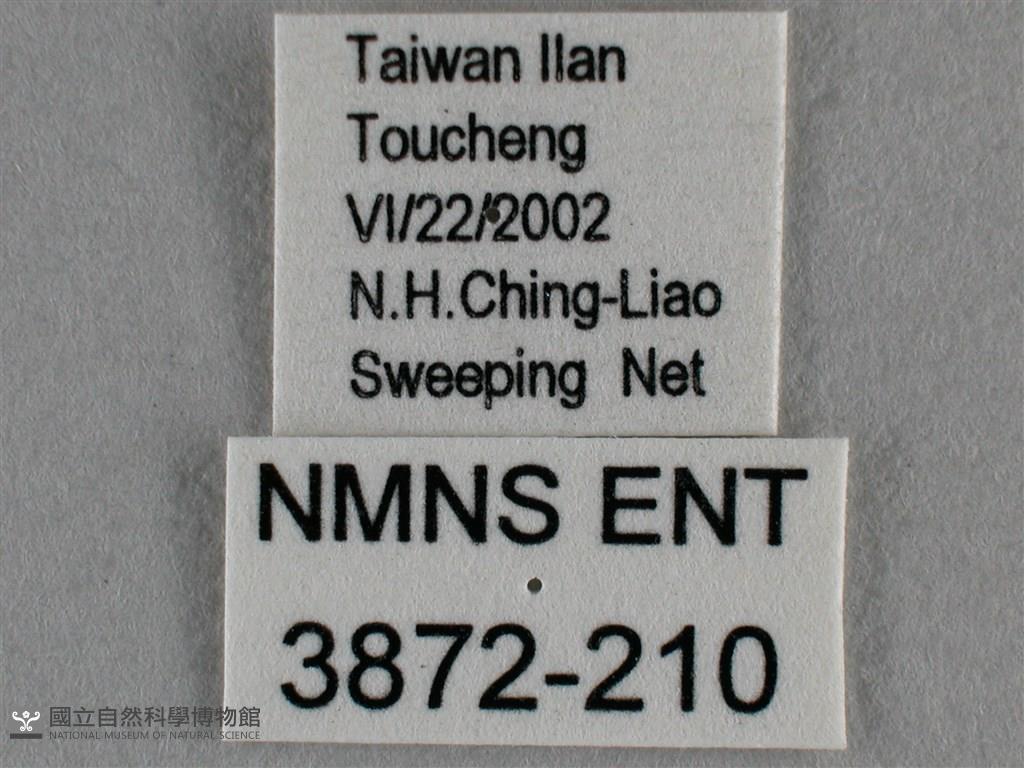 Taiwan Ilan
Toucheng
VI/22/2002
N.H.Ching-Liao
Sweeping Net
NMNS ENT
3872-210
國立自然科學博物館
NATIONAL MUSEUM OF NATURAL SCIENCE